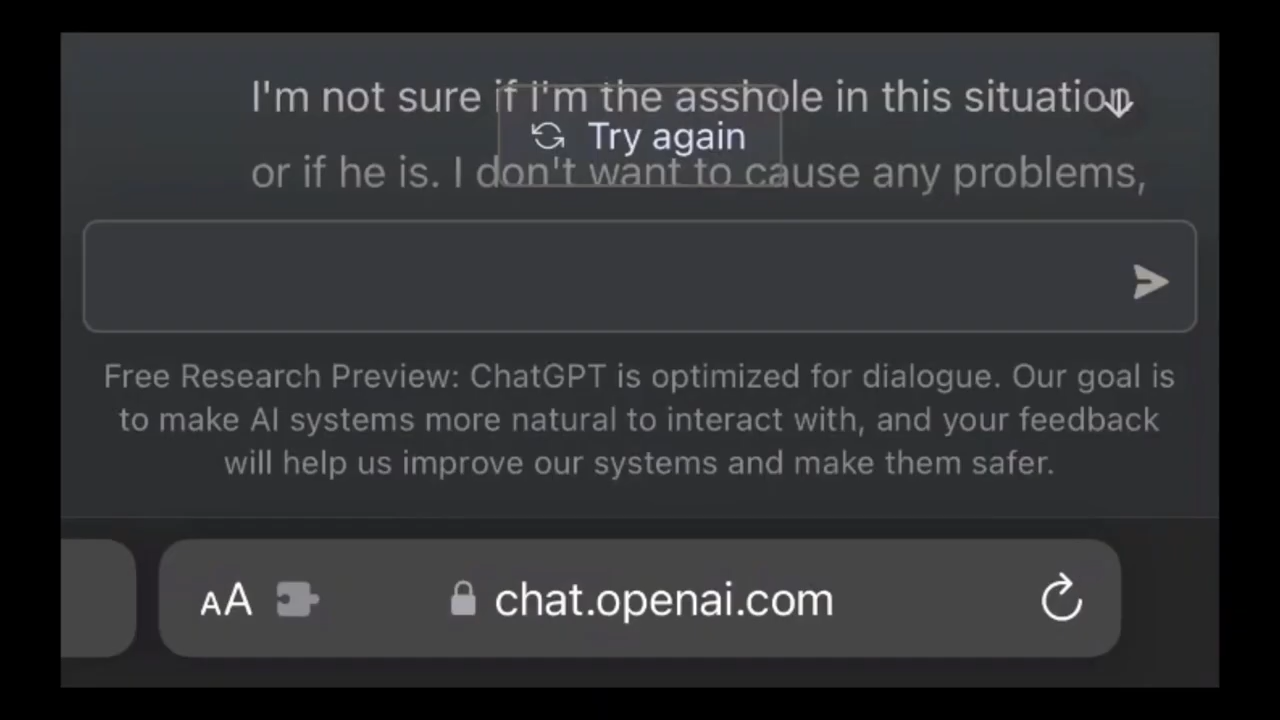 I'm not sure if I'm the asshole in this situation
Try again
or if he is. I don't want to cause any problems,
Free Research Preview: ChatGPT is optimized for dialogue. Our goal is
to make AI systems more natural to interact with, and your feedback
will help us improve our systems and make them safer.
AA chat.openai.com